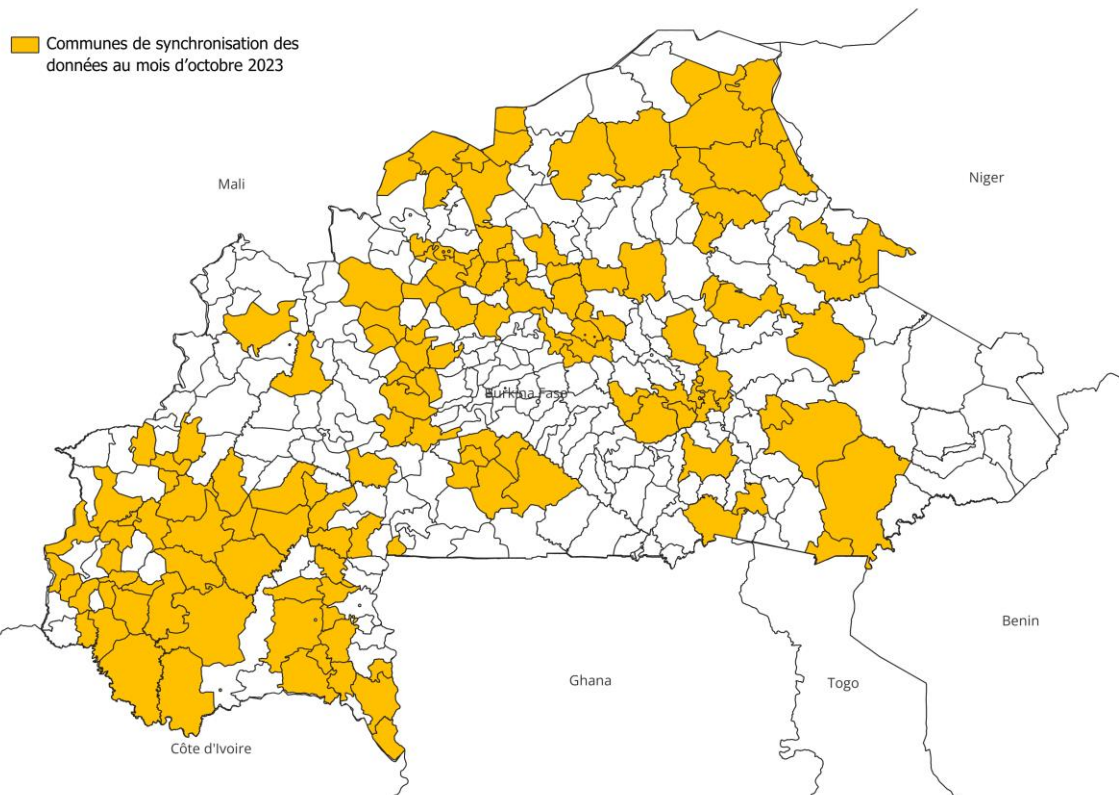 Communes de synchronisation des
données au mois d'octobre 2023
Mali
Niger
Burkina Faso
Benin
Ghana
Togo
Côte d'Ivoire